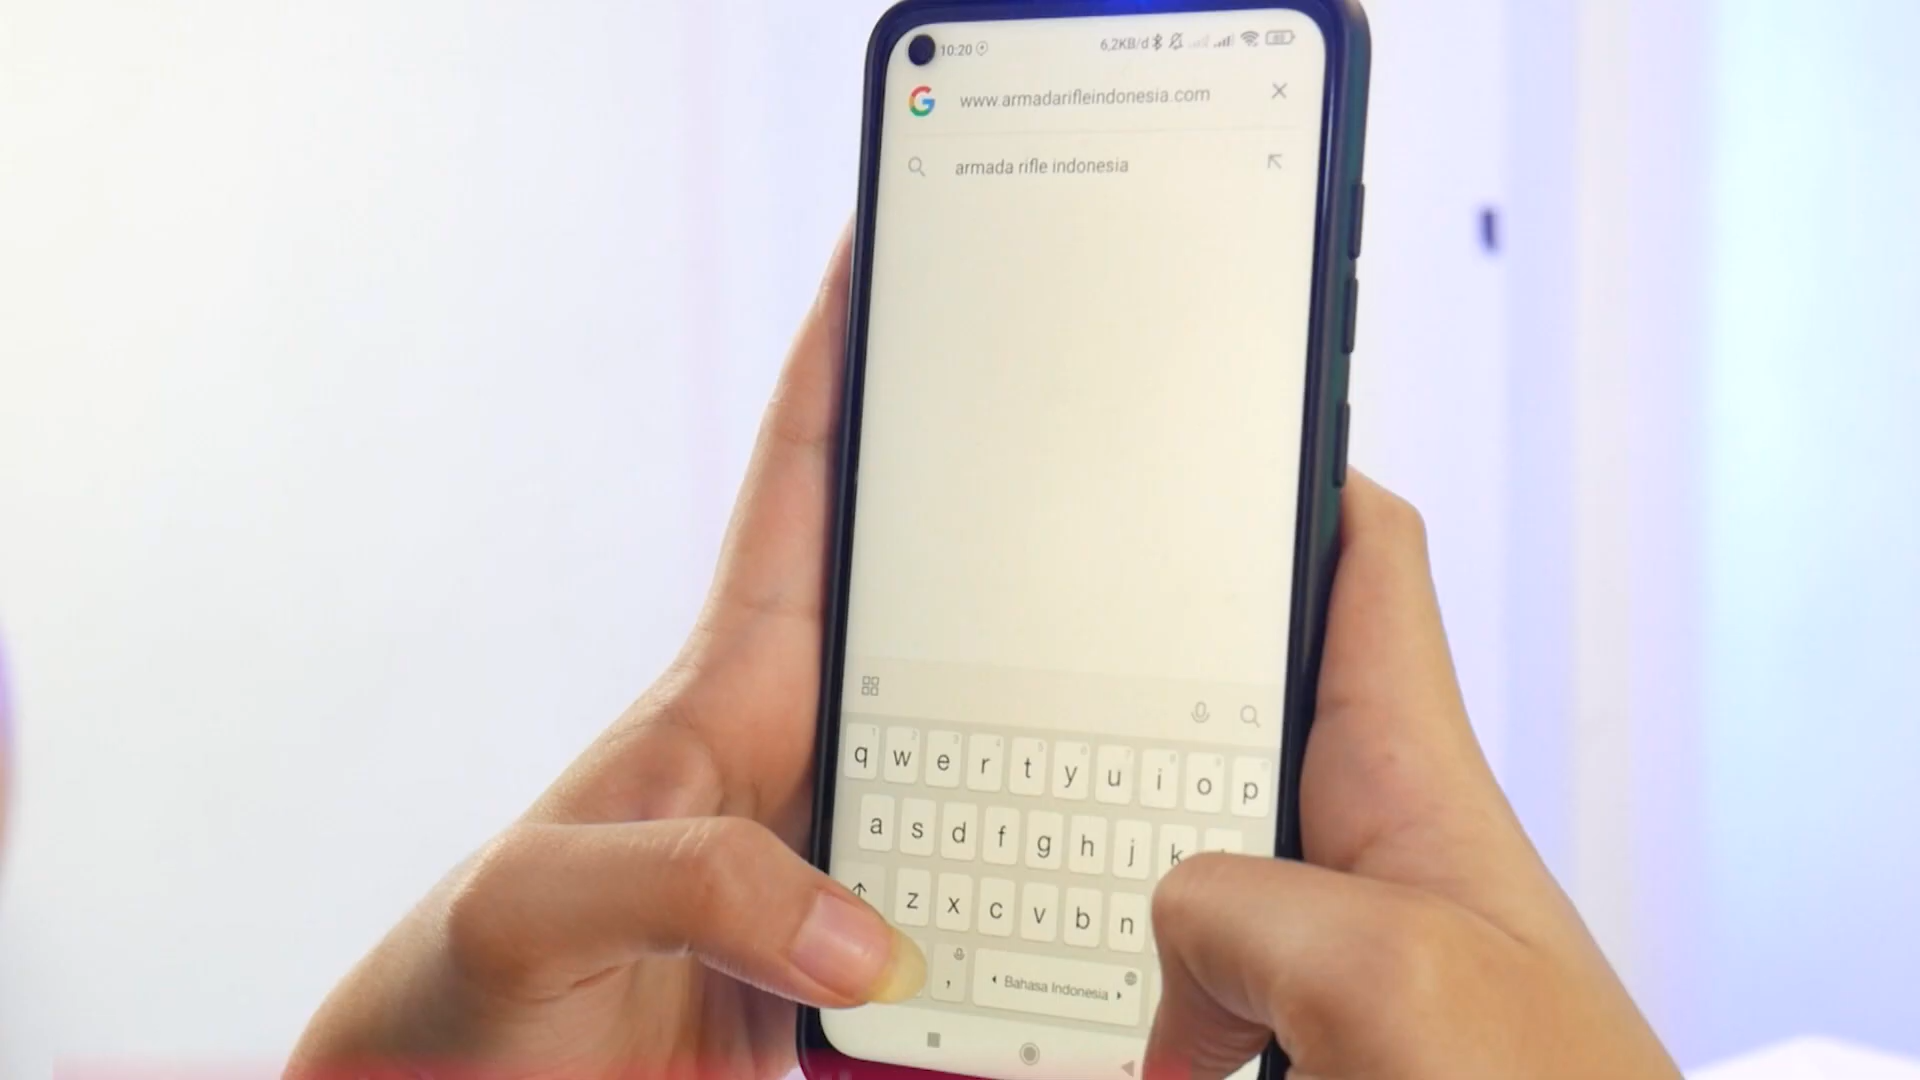 10:20
6,2KB/d
www.armadarifleindonesia.com
armada rifle indonesia
q w e r t y u i o p
a s d f g h j k
z x c v b n
, Bahasa Indonesia